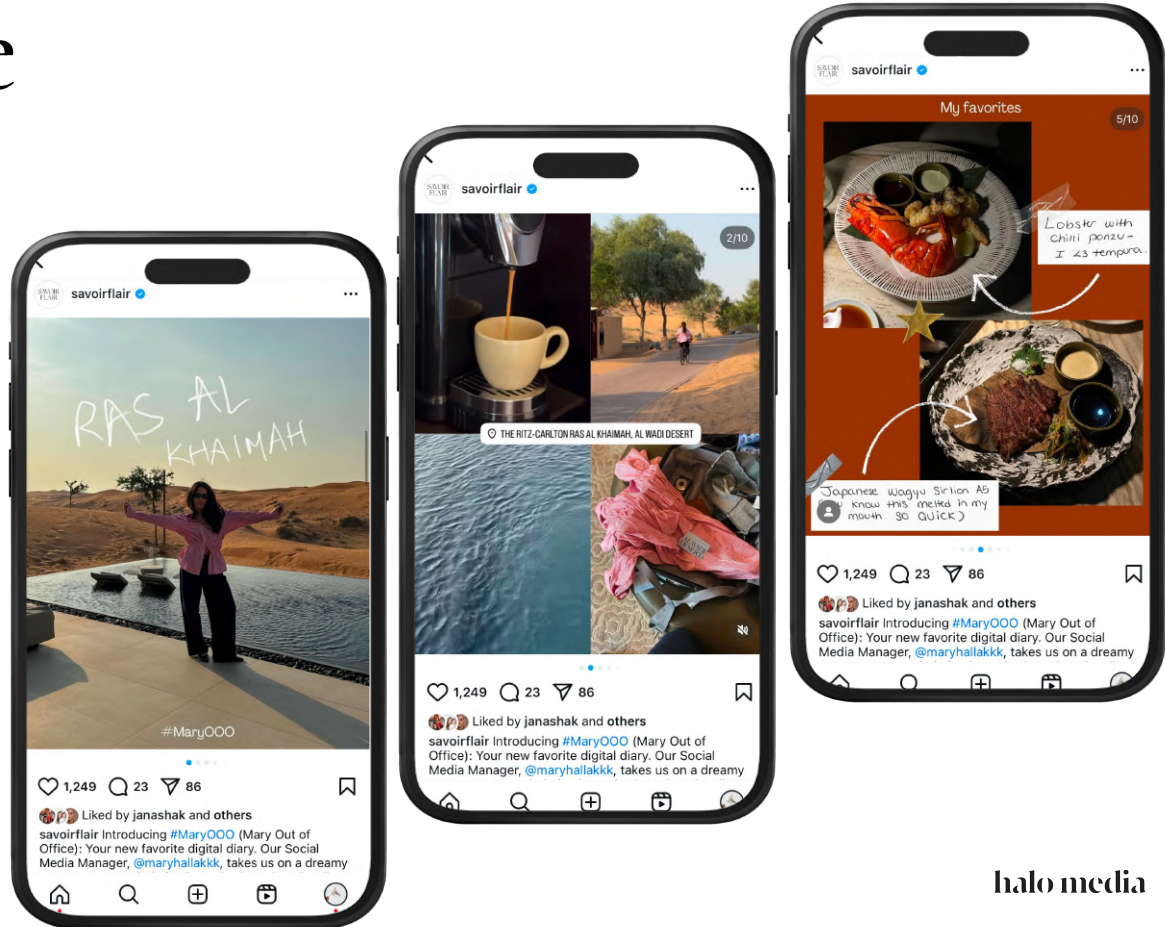 e
savoirflair
RAS AL
KHAIMAH
#MaryOOO
1,249 23 86
Liked by janashak and others
savoirflair Introducing #MaryOOO (Mary Out of
Office): Your new favorite digital diary. Our Social
Media Manager, @maryhallakkk, takes us on a dreamy
SAVOIR
FLAIR
savoirflair
2/10
THE RITZ-CARLTON RAS AL KHAIMAH, AL WADI DESERT
1,249 23 86
Liked by janashak and others
savoirflair Introducing #MaryOOO (Mary Out of
Office): Your new favorite digital diary. Our Social
Media Manager, @maryhallakkk, takes us on a dreamy
SAVOIR
FLAIR
savoirflair
My favorites
5/10
Lobster with
chilli ponzu-
I <3 tempura.
Japanese Wagyu Sirlion A5
know this melted in my
mouth SO QUiCK)
1,249 23 86
Liked by janashak and others
savoirflair Introducing #MaryOOO (Mary Out of
Office): Your new favorite digital diary. Our Social
Media Manager, @maryhallakkk, takes us on a dreamy
halo media